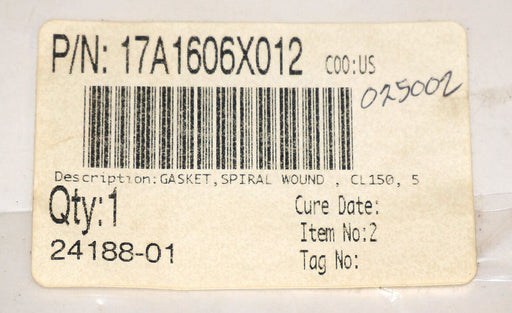 P/N: 17A1606X012 COO:US
025002
Description:GASKET,SPIRAL WOUND , CL150, 5
Qty:1
Cure Date:
Item No:2
24188-01
Tag No: